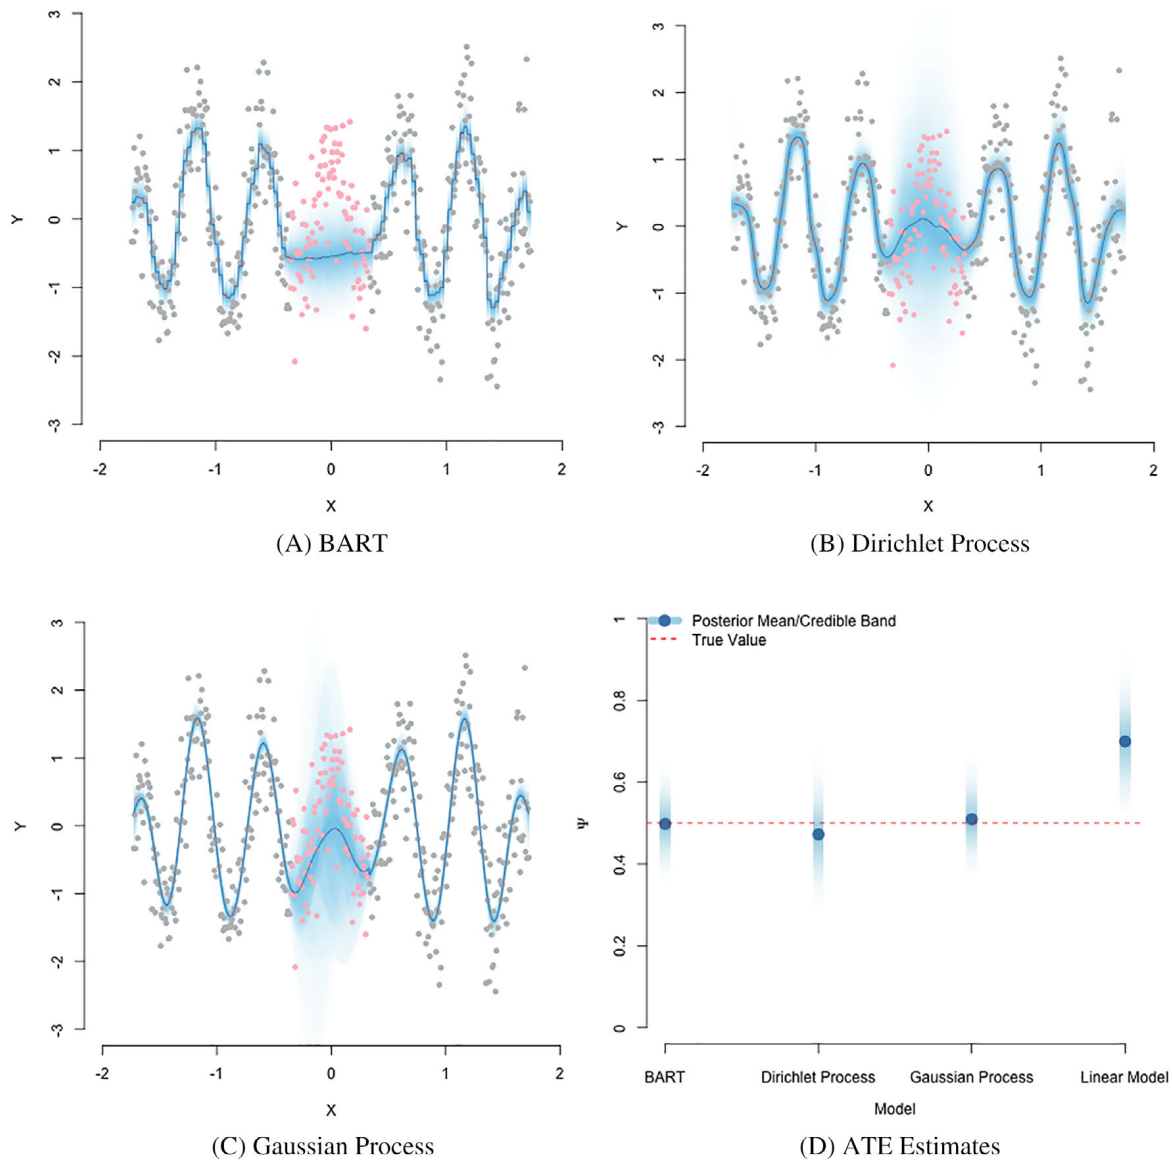 3
2
1
0
-1
-2
-3
Y
-2 -1 0 1 2
X
(A) BART
3
2
1
0
-1
-2
-3
Y
-2 -1 0 1 2
X
(B) Dirichlet Process
3
2
1
0
-1
-2
-3
Y
-2 -1 0 1 2
X
(C) Gaussian Process
Posterior Mean/Credible Band
True Value
1
0.8
0.6
0.4
0.2
0
Ψ
BART Dirichlet Process Gaussian Process Linear Model
Model
(D) ATE Estimates